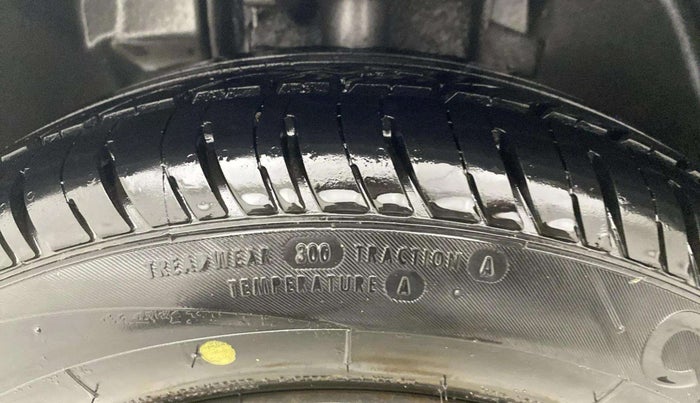 TREADWEAR 300 TRACTION A
TEMPERATURE A